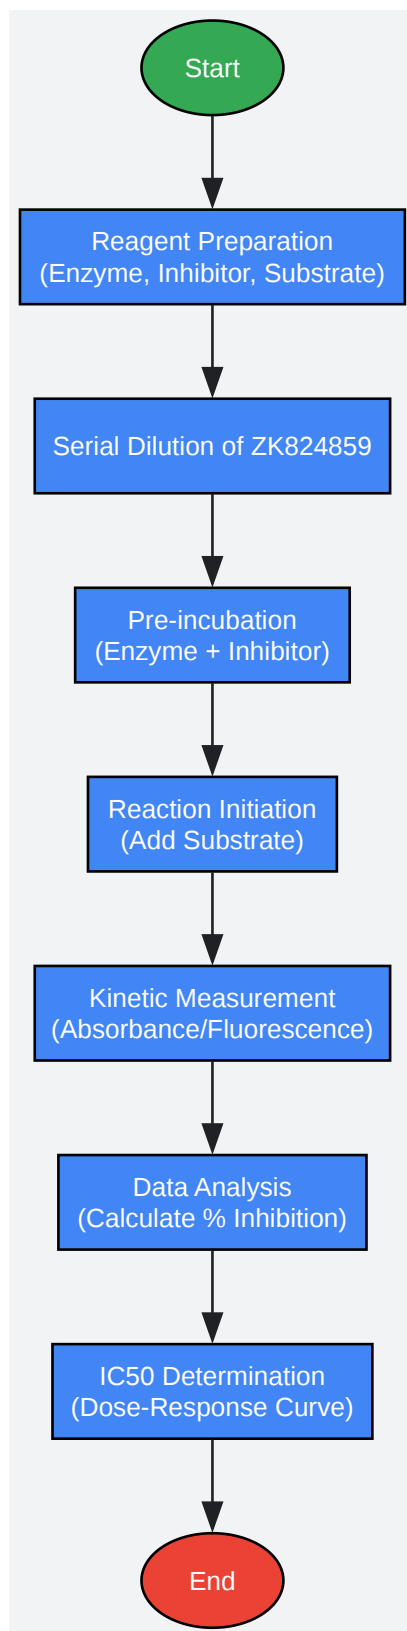 Start
Reagent Preparation
(Enzyme, Inhibitor, Substrate)
Serial Dilution of ZK824859
Pre-incubation
(Enzyme + Inhibitor)
Reaction Initiation
(Add Substrate)
Kinetic Measurement
(Absorbance/Fluorescence)
Data Analysis
(Calculate % Inhibition)
IC50 Determination
(Dose-Response Curve)
End